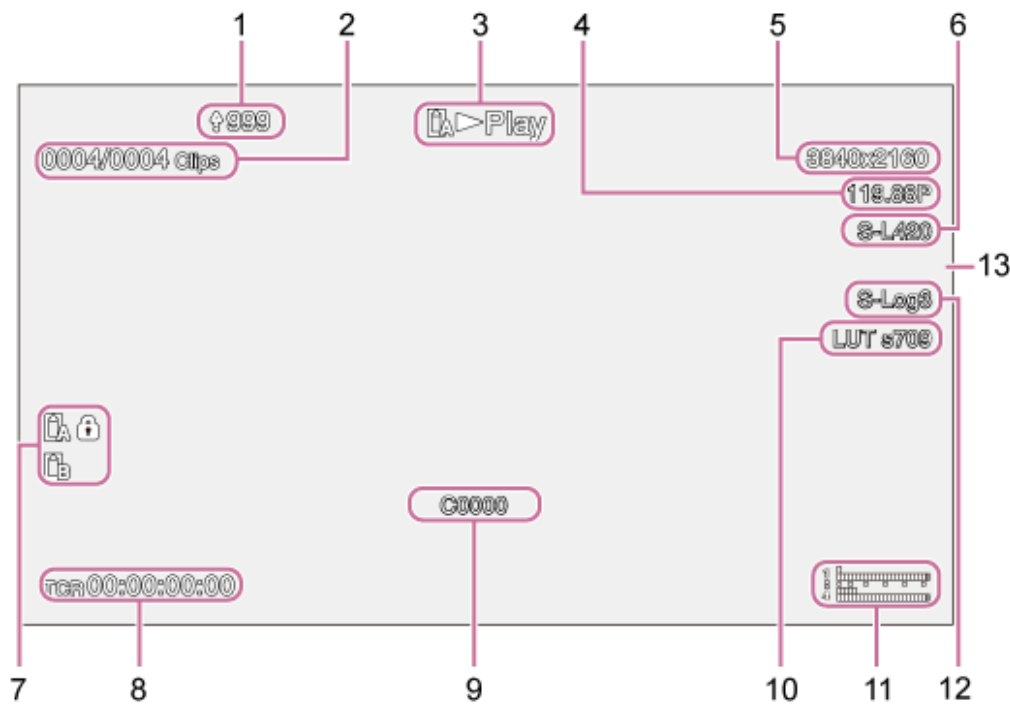 1 2 3 4 5 6
999
A Play
0004/0004 Clips
3840x2160
119.88P
S-L420
13
S-Log3
LUT s709
A
B
C0000
TCR 00:00:00:00
7 8 9 10 11 12